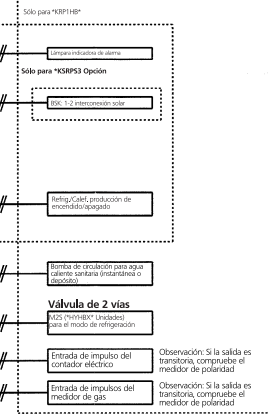 Sólo para *KRP1HB*
Lámpara indicadora de alarma
Sólo para *KSRPS3 Opción
BSK: 1-2 interconexión solar
Refrig./Calef. producción de
encendido/apagado
Bomba de circulación para agua
caliente sanitaria (instantáneo o
depósito)
Válvula de 2 vías
M2S (*HYHBX* Unidades)
para el modo de refrigeración
Entrada de impulso del
contador eléctrico
Observación: Si la salida es
transitoria, compruebe el
medidor de polaridad
Entrada de impulsos del
medidor de gas
Observación: Si la salida es
transitoria, compruebe el
medidor de polaridad